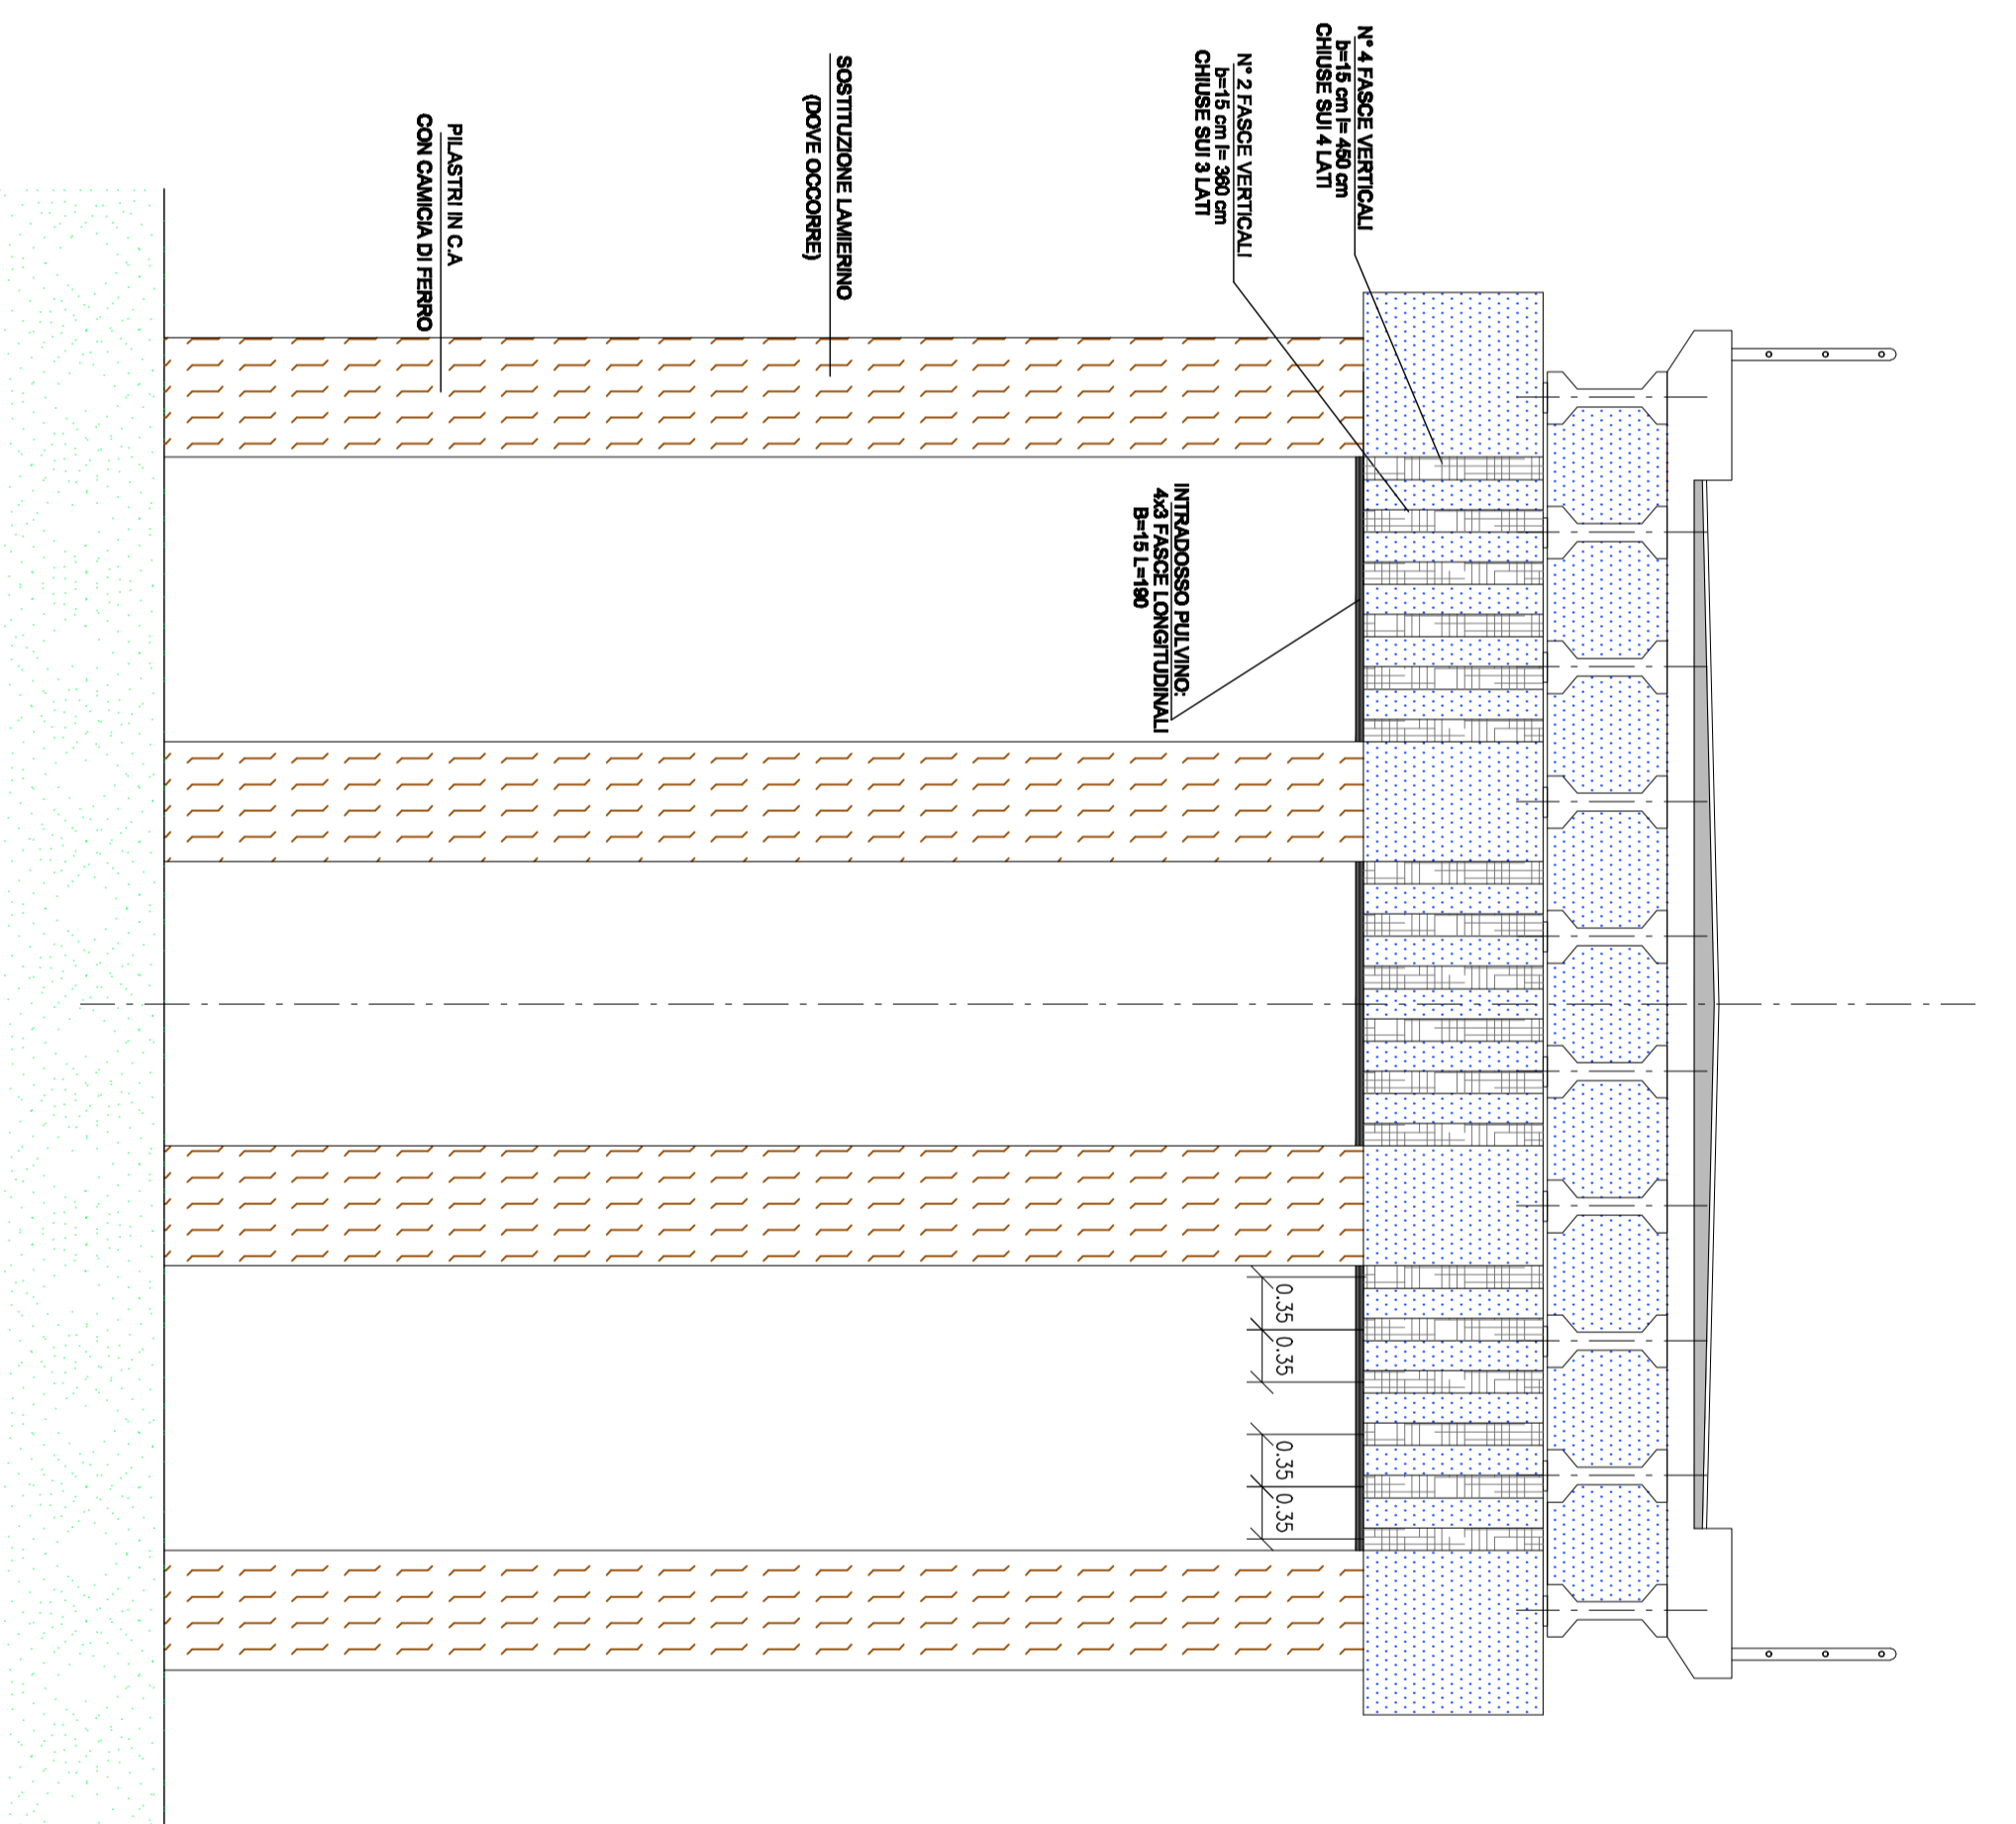 N° 4 FASCE VERTICALI
b=15 cm l= 450 cm
CHIUSE SUI 4 LATI
N° 2 FASCE VERTICALI
b=15 cm l= 360 cm
CHIUSE SUI 3 LATI
INTRADOSSO PULVINO:
4x3 FASCE LONGITUDINALI
B=15 L=190
0.35
0.35
0.35
0.35
SOSTITUZIONE LAMIERINO
(DOVE OCCORRE)
PILASTRI IN C.A
CON CAMICIA DI FERRO